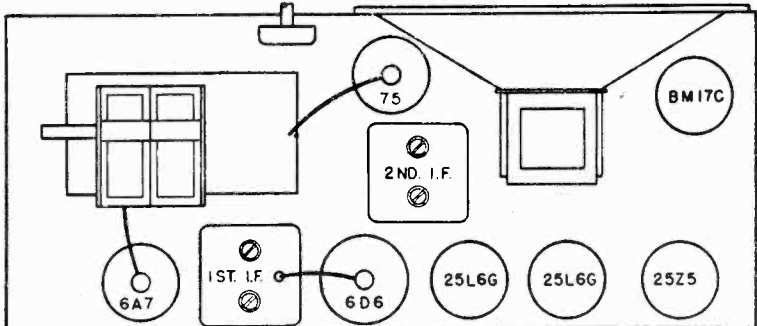 75
BM17C
2ND. I.F.
1ST. I.F.
6A7
6D6
25L6G
25L6G
25Z5